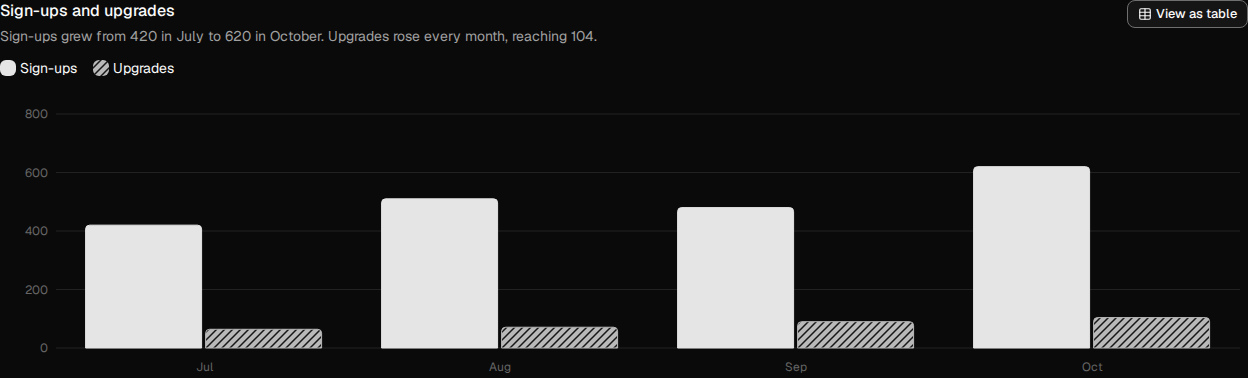 Sign-ups and upgrades
View as table
Sign-ups grew from 420 in July to 620 in October. Upgrades rose every month, reaching 104.
Sign-ups
Upgrades
800
600
400
200
0
Jul
Aug
Sep
Oct